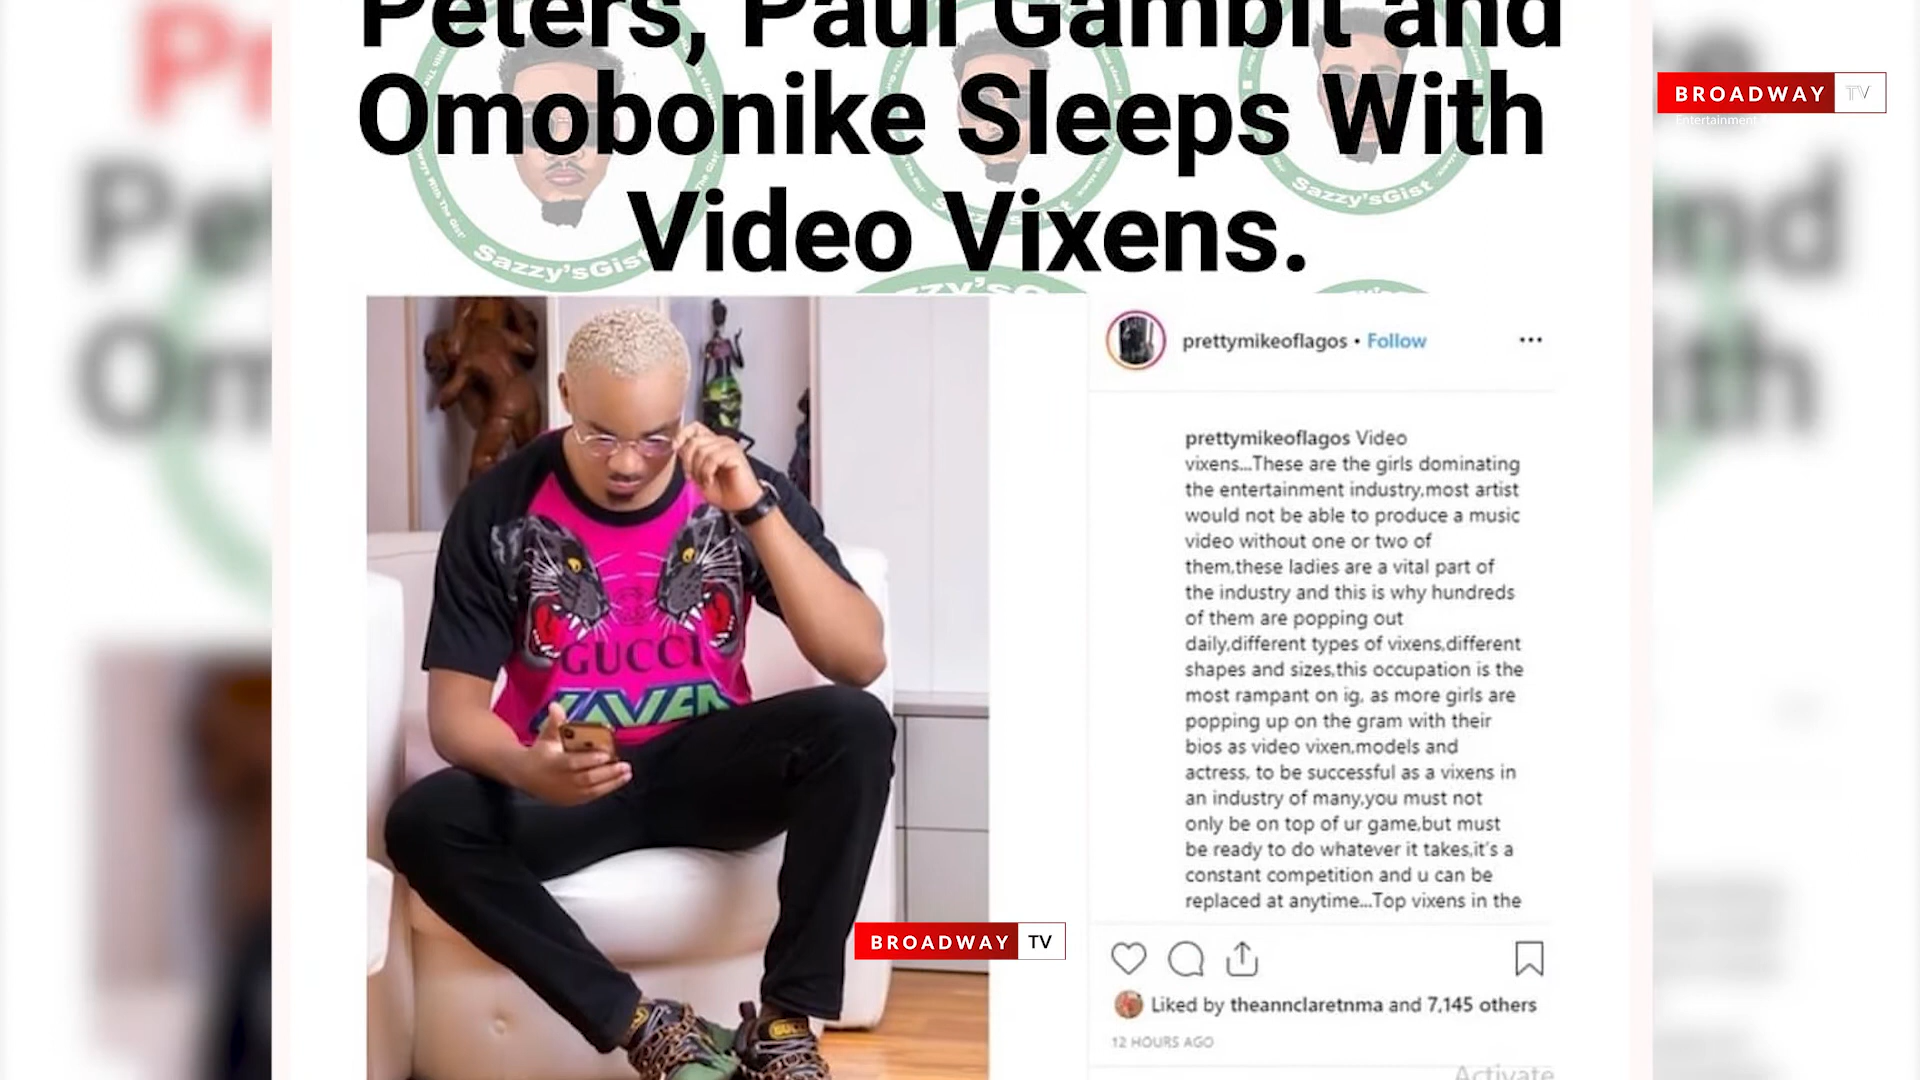 Peters, Paul Gambit and
Omobonike Sleeps With
Video Vixens.
BROADWAY TV
Entertainment
Sazzy'sGist
Sazzy'sGist
prettymikeoflagos • Follow
prettymikeoflagos Video
vixens...These are the girls dominating
the entertainment industry,most artist
would not be able to produce a music
video without one or two of
them,these ladies are a vital part of
the industry and this is why hundreds
of them are popping out
daily,different types of vixens,different
shapes and sizes,this occupation is the
most rampant on ig, as more girls are
popping up on the gram with their
bios as video vixen,models and
actress, to be successful as a vixens in
an industry of many,you must not
only be on top of ur game,but must
be ready to do whatever it takes,it's a
constant competition and u can be
replaced at anytime...Top vixens in the
GUCCI
BROADWAY TV
Liked by theannclaretnma and 7,145 others
12 HOURS AGO
Activate